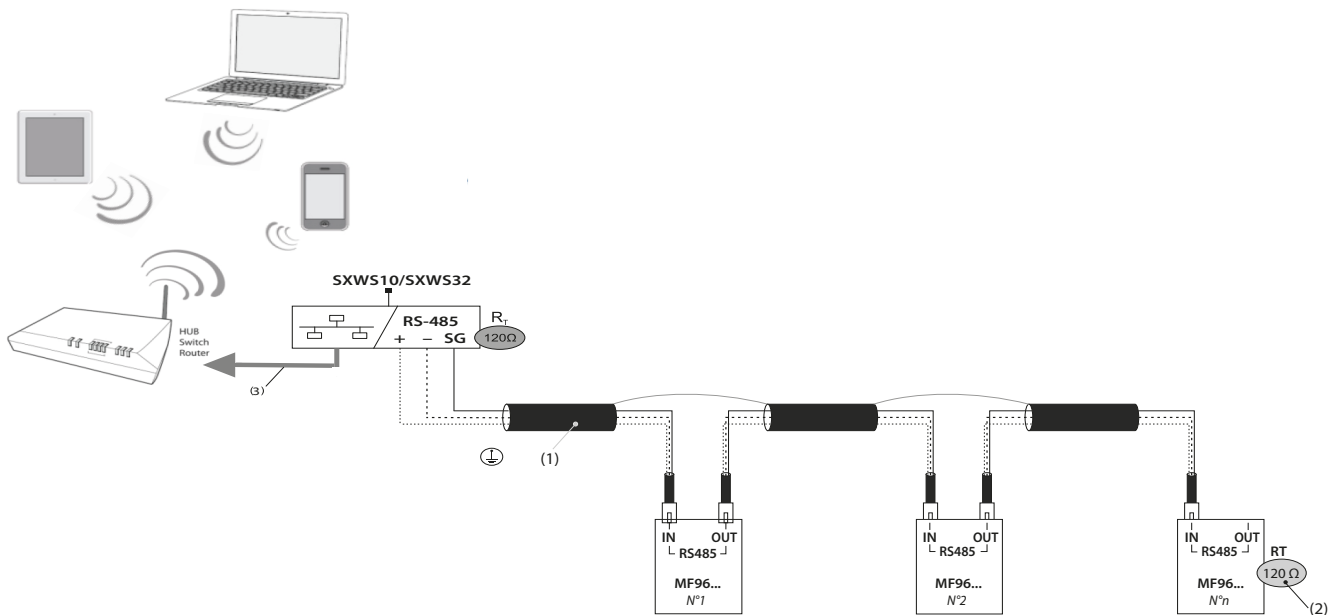 SXWS10/SXWS32
RS-485
+ − SG
R_T
120Ω
HUB
Switch
Router
(3)
(1)
IN OUT
RS485
MF96...
N°1
IN OUT
RS485
MF96...
N°2
IN OUT
RS485
MF96...
N°n
RT
120 Ω
(2)